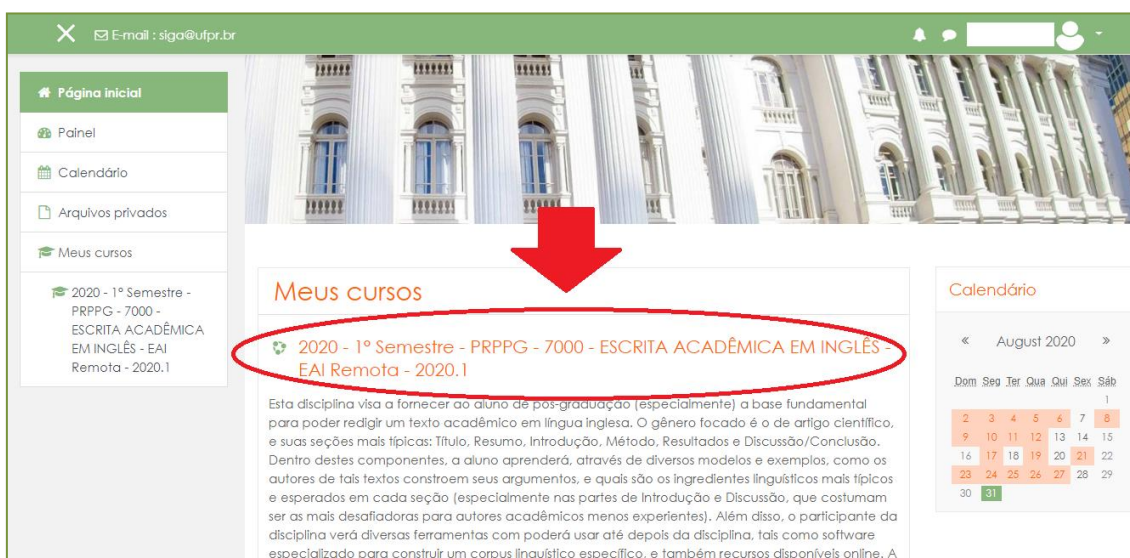 E-mail : siga@ufpr.br
Página inicial
Painel
Calendário
Arquivos privados
Meus cursos
2020 - 1º Semestre -
PRPPG - 7000 -
ESCRITA ACADÊMICA
EM INGLÊS - EAI
Remota - 2020.1
Meus cursos
2020 - 1º Semestre - PRPPG - 7000 - ESCRITA ACADÊMICA EM INGLÊS -
EAI Remota - 2020.1
Esta disciplina visa a fornecer ao aluno de pós-graduação (especialmente) a base fundamental
para poder redigir um texto acadêmico em língua inglesa. O gênero focado é o de artigo científico,
e suas seções mais típicas: Título, Resumo, Introdução, Método, Resultados e Discussão/Conclusão.
Dentro destes componentes, a aluno aprenderá, através de diversos modelos e exemplos, como os
autores de tais textos constroem seus argumentos, e quais são os ingredientes linguísticos mais típicos
e esperados em cada seção (especialmente nas partes de Introdução e Discussão, que costumam
ser as mais desafiadoras para autores acadêmicos menos experientes). Além disso, o participante da
disciplina verá diversas ferramentas com poderá usar até depois da disciplina, tais como software
especializado para construir um corpus linguístico específico, e também recursos disponíveis online. A
Calendário
« August 2020 »
Dom Seg Ter Qua Qui Sex Sáb
1
2 3 4 5 6 7 8
9 10 11 12 13 14 15
16 17 18 19 20 21 22
23 24 25 26 27 28 29
30 31